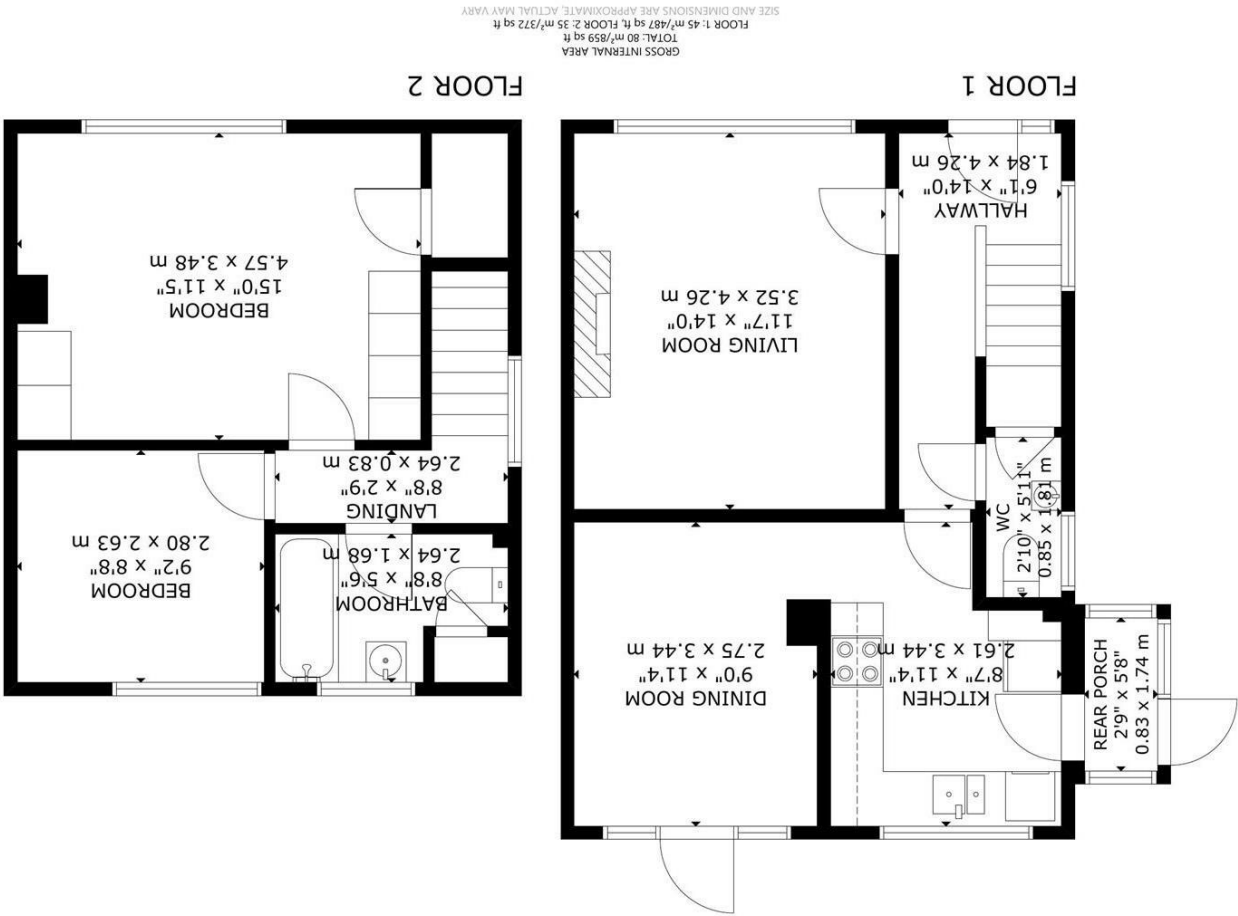 FLOOR 1
HALLWAY
6'1" x 14'0"
1.84 x 4.26 m
LIVING ROOM
11'7" x 14'0"
3.52 x 4.26 m
WC
2'10" x 5'11"
0.85 x 1.81 m
REAR PORCH
2'9" x 5'8"
0.83 x 1.74 m
KITCHEN
8'7" x 11'4"
2.61 x 3.44 m
DINING ROOM
9'0" x 11'4"
2.75 x 3.44 m
FLOOR 2
BEDROOM
15'0" x 11'5"
4.57 x 3.48 m
LANDING
8'8" x 2'9"
2.64 x 0.83 m
BATHROOM
8'8" x 5'6"
2.64 x 1.68 m
BEDROOM
9'2" x 8'8"
2.80 x 2.63 m
GROSS INTERNAL AREA
TOTAL: 80 m²/859 sq ft
FLOOR 1: 45 m²/487 sq ft, FLOOR 2: 35 m²/372 sq ft
SIZE AND DIMENSIONS ARE APPROXIMATE, ACTUAL MAY VARY